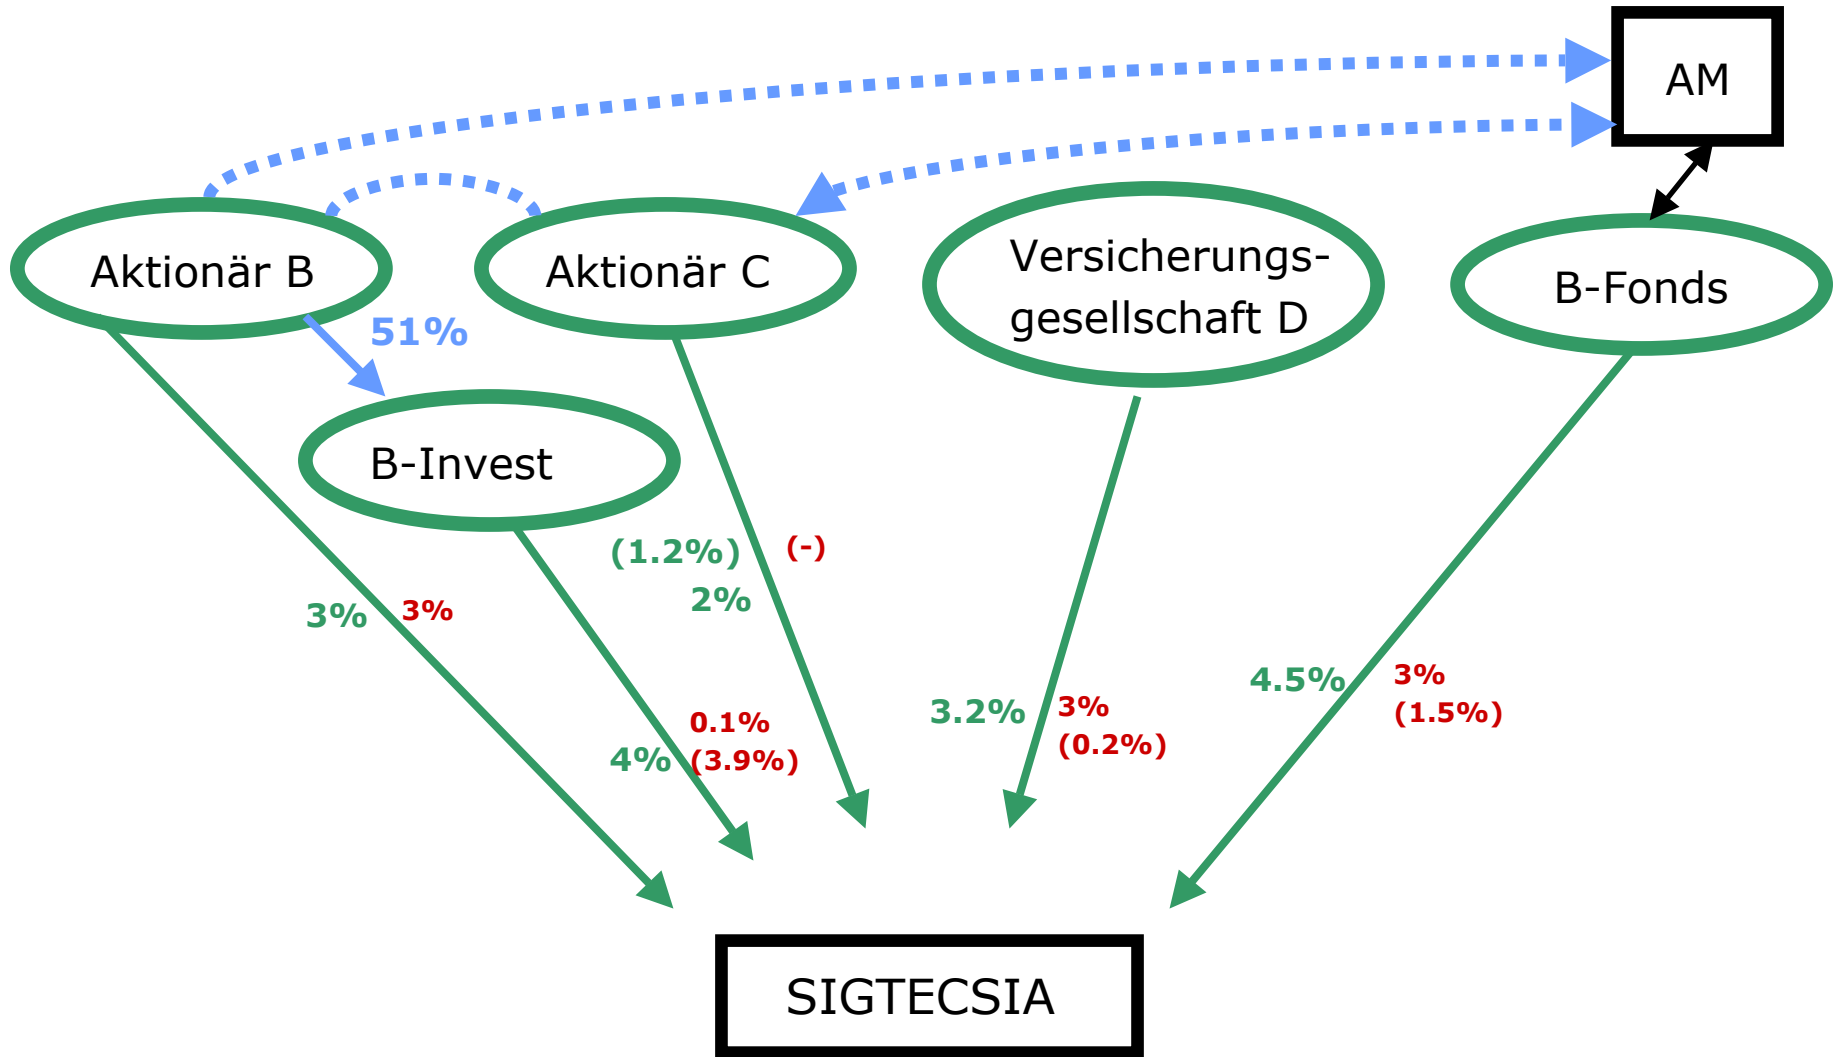 AM
Aktionär B
Aktionär C
Versicherungs-
gesellschaft D
B-Fonds
51%
B-Invest
(1.2%)
(-)
2%
3%
3%
4.5%
3%
(1.5%)
3.2%
3%
(0.2%)
0.1%
4%
(3.9%)
SIGTECSIA